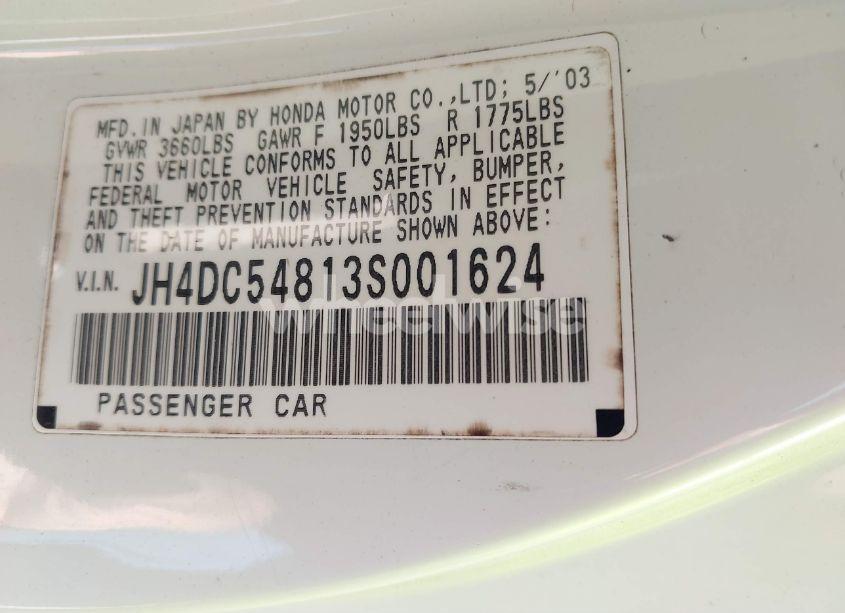 MFD.IN JAPAN BY HONDA MOTOR CO.,LTD; 5/'03
GVWR 3660LBS GAWR F 1950LBS R 1775LBS
THIS VEHICLE CONFORMS TO ALL APPLICABLE
FEDERAL MOTOR VEHICLE SAFETY, BUMPER,
AND THEFT PREVENTION STANDARDS IN EFFECT
ON THE DATE OF MANUFACTURE SHOWN ABOVE:
V.I.N. JH4DC54813S001624
wheelwise
PASSENGER CAR